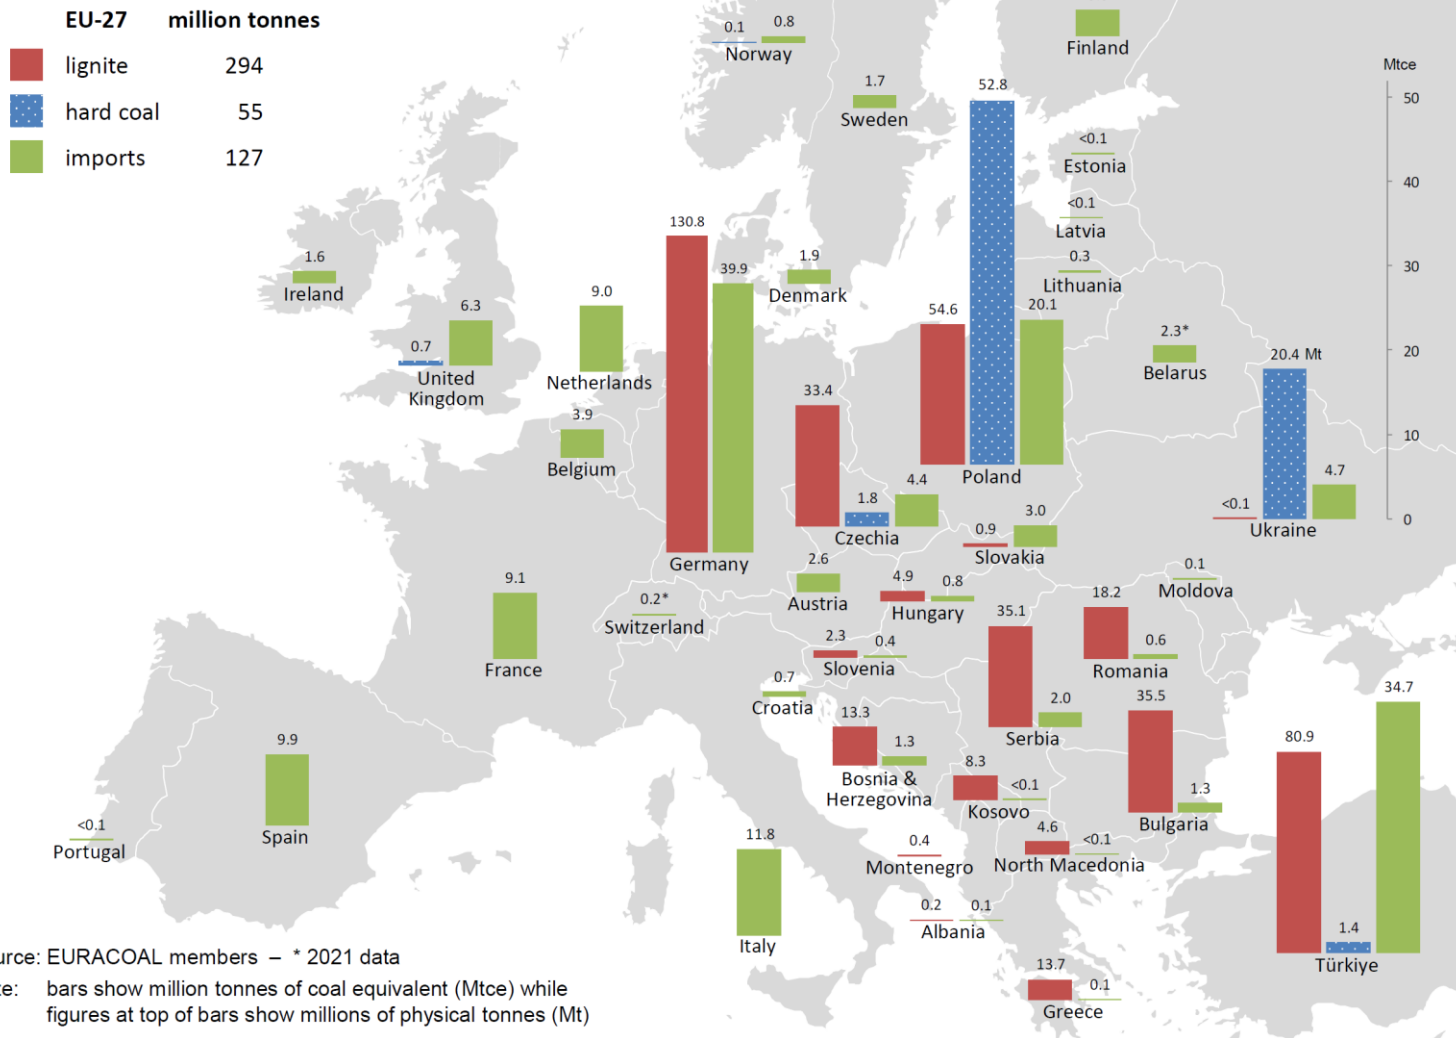 EU-27 million tonnes
lignite 294
hard coal 55
imports 127
0.1 0.8
Norway
Finland
1.7
Sweden
52.8
Mtce
50
40
30
20
10
0
<0.1
Estonia
<0.1
Latvia
0.3
Lithuania
1.6
Ireland
6.3
0.7
United
Kingdom
9.0
Netherlands
3.9
Belgium
130.8
39.9
Germany
1.9
Denmark
54.6
20.1
Poland
2.3*
Belarus
20.4 Mt
<0.1
4.7
Ukraine
33.4
1.8
4.4
Czechia
0.9
3.0
Slovakia
2.6
Austria
4.9 0.8
Hungary
0.1
Moldova
9.1
France
0.2*
Switzerland
2.3 0.4
Slovenia
0.7
Croatia
35.1
2.0
Serbia
18.2
0.6
Romania
35.5
1.3
Bulgaria
13.3
1.3
Bosnia &
Herzegovina
8.3
<0.1
Kosovo
4.6
<0.1
North Macedonia
0.4
Montenegro
0.2 0.1
Albania
9.9
Spain
<0.1
Portugal
11.8
Italy
80.9
1.4
34.7
Türkiye
13.7
0.1
Greece
urce: EURACOAL members – * 2021 data
te: bars show million tonnes of coal equivalent (Mtce) while
figures at top of bars show millions of physical tonnes (Mt)